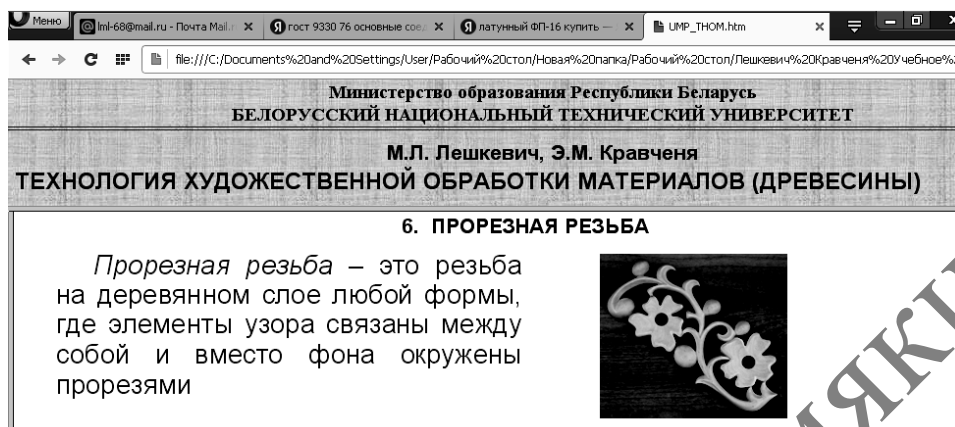 Меню
lml-68@mail.ru - Почта Mail.r
гост 9330 76 основные сое
латунный ФП-16 купить —
UMP_THOM.htm
file:///C:/Documents%20and%20Settings/User/Рабочий%20стол/Новая%20папка/Рабочий%20стол/Лешкевич%20Кравченя%20Учебное%
Министерство образования Республики Беларусь
БЕЛОРУССКИЙ НАЦИОНАЛЬНЫЙ ТЕХНИЧЕСКИЙ УНИВЕРСИТЕТ
М.Л. Лешкевич, Э.М. Кравченя
ТЕХНОЛОГИЯ ХУДОЖЕСТВЕННОЙ ОБРАБОТКИ МАТЕРИАЛОВ (ДРЕВЕСИНЫ)
6. ПРОРЕЗНАЯ РЕЗЬБА
Прорезная резьба – это резьба
на деревянном слое любой формы,
где элементы узора связаны между
собой и вместо фона окружены
прорезями